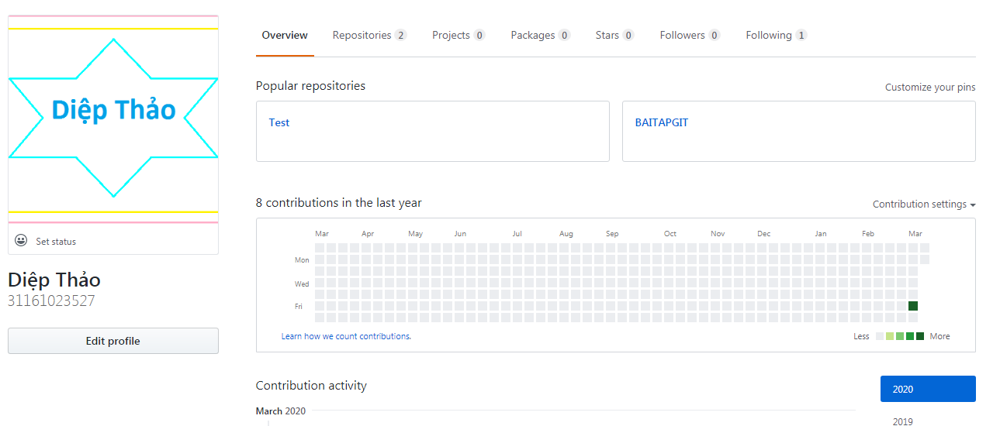 Diệp Thảo
Set status
Diệp Thảo
31161023527
Edit profile
Overview Repositories 2 Projects 0 Packages 0 Stars 0 Followers 0 Following 1
Popular repositories Customize your pins
Test BAITAPGIT
8 contributions in the last year Contribution settings
Mar Apr May Jun Jul Aug Sep Oct Nov Dec Jan Feb Mar
Mon
Wed
Fri
Learn how we count contributions. Less More
Contribution activity 2020
March 2020
2019